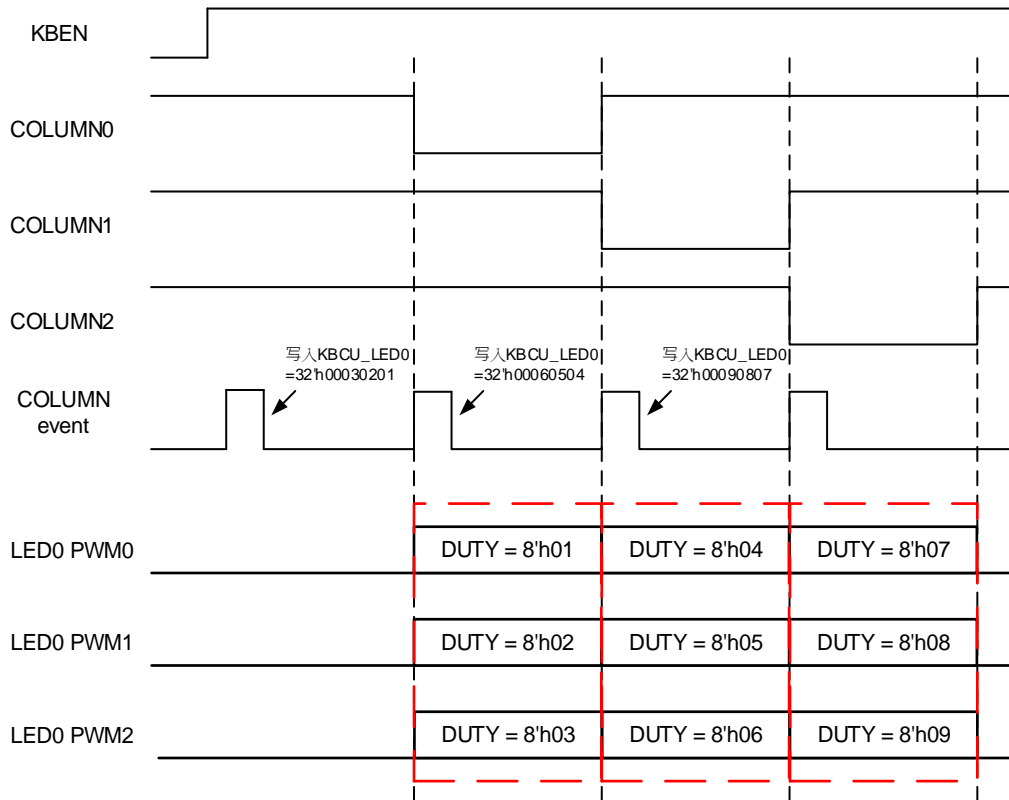 KBEN
COLUMN0
COLUMN1
COLUMN2
写入KBCU_LED0
=32'h00030201
写入KBCU_LED0
=32'h00060504
写入KBCU_LED0
=32'h00090807
COLUMN
event
LED0 PWM0
DUTY = 8'h01
DUTY = 8'h04
DUTY = 8'h07
LED0 PWM1
DUTY = 8'h02
DUTY = 8'h05
DUTY = 8'h08
LED0 PWM2
DUTY = 8'h03
DUTY = 8'h06
DUTY = 8'h09